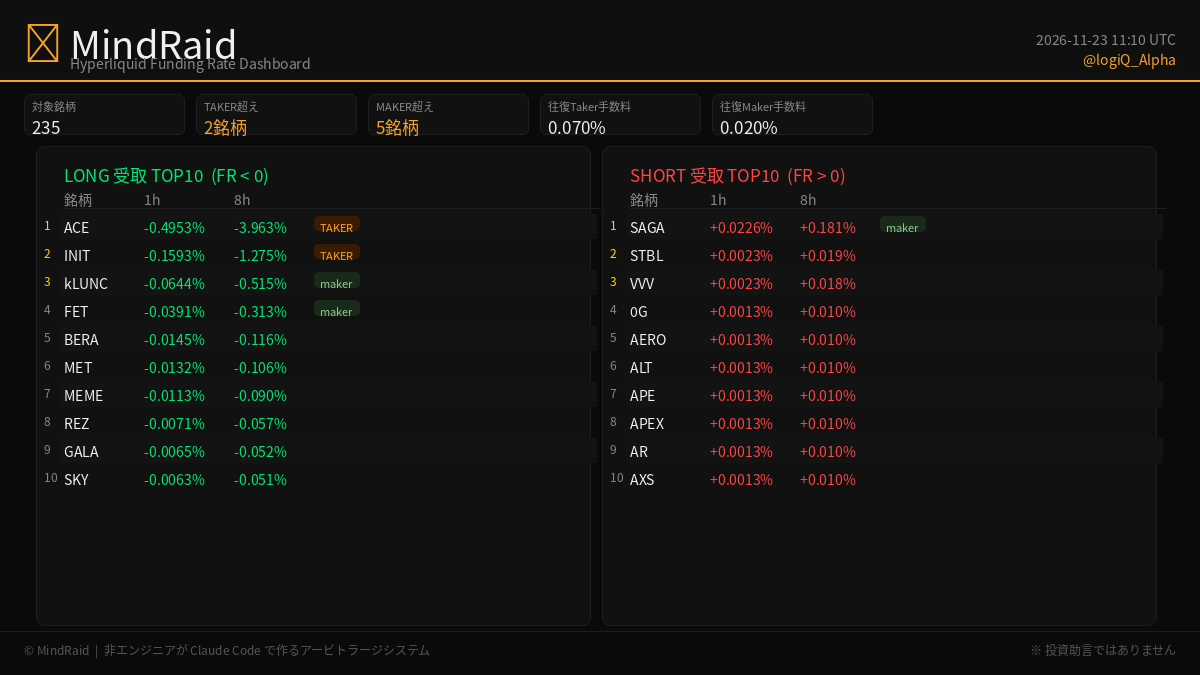 MindRaid
Hyperliquid Funding Rate Dashboard
2026-11-23 11:10 UTC
@logiQ_Alpha
対象銘柄
235
TAKER超え
2銘柄
MAKER超え
5銘柄
往復Taker手数料
0.070%
往復Maker手数料
0.020%
LONG 受取 TOP10 (FR < 0)
銘柄 1h 8h
1 ACE -0.4953% -3.963% TAKER
2 INIT -0.1593% -1.275% TAKER
3 kLUNC -0.0644% -0.515% maker
4 FET -0.0391% -0.313% maker
5 BERA -0.0145% -0.116%
6 MET -0.0132% -0.106%
7 MEME -0.0113% -0.090%
8 REZ -0.0071% -0.057%
9 GALA -0.0065% -0.052%
10 SKY -0.0063% -0.051%
SHORT 受取 TOP10 (FR > 0)
銘柄 1h 8h
1 SAGA +0.0226% +0.181% maker
2 STBL +0.0023% +0.019%
3 VVV +0.0023% +0.018%
4 0G +0.0013% +0.010%
5 AERO +0.0013% +0.010%
6 ALT +0.0013% +0.010%
7 APE +0.0013% +0.010%
8 APEX +0.0013% +0.010%
9 AR +0.0013% +0.010%
10 AXS +0.0013% +0.010%
© MindRaid | 非エンジニアが Claude Code で作るアービトラージシステム
※ 投資助言ではありません